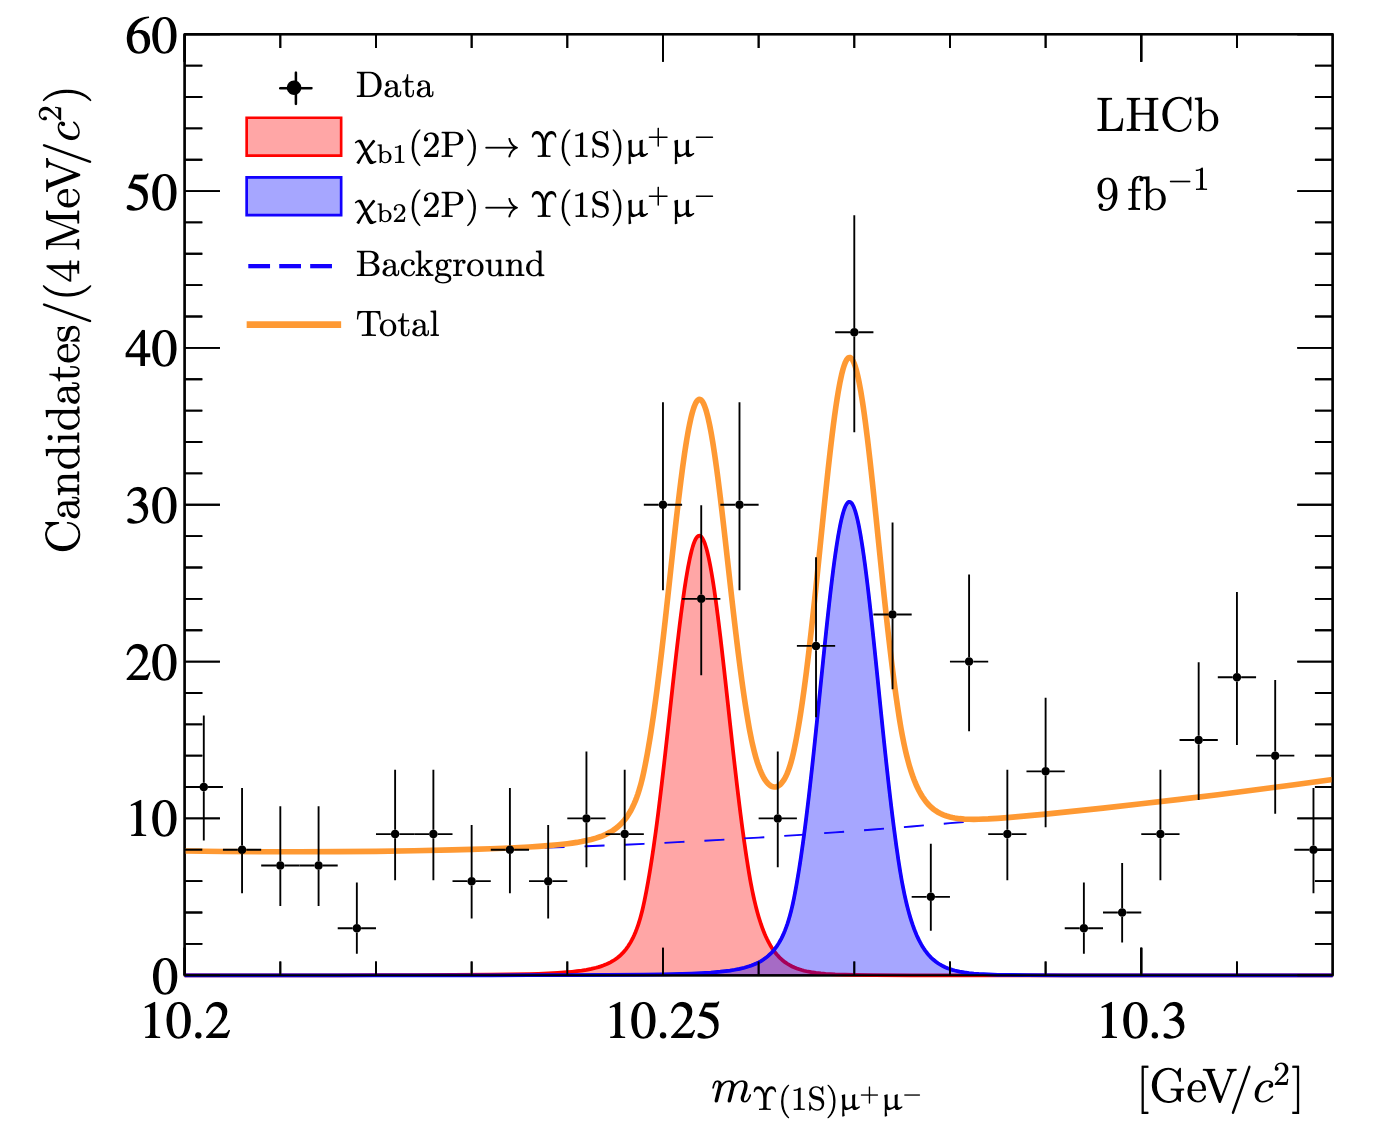 60
50
40
30
20
10
0
Candidates/(4 MeV/c²)
Data
χb1(2P) → Υ(1S)μ⁺μ⁻
χb2(2P) → Υ(1S)μ⁺μ⁻
Background
Total
LHCb
9 fb⁻¹
10.2 10.25 10.3
mΥ(1S)μ⁺μ⁻ [GeV/c²]